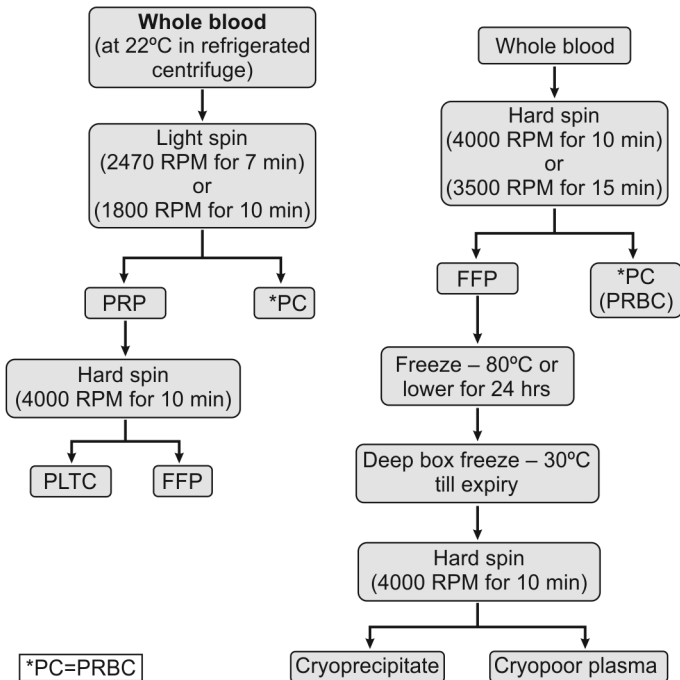 Whole blood
(at 22ºC in refrigerated
centrifuge)
Light spin
(2470 RPM for 7 min)
or
(1800 RPM for 10 min)
PRP
*PC
Hard spin
(4000 RPM for 10 min)
PLTC
FFP
*PC=PRBC
Whole blood
Hard spin
(4000 RPM for 10 min)
or
(3500 RPM for 15 min)
FFP
*PC
(PRBC)
Freeze – 80ºC or
lower for 24 hrs
Deep box freeze – 30ºC
till expiry
Hard spin
(4000 RPM for 10 min)
Cryoprecipitate
Cryopoor plasma